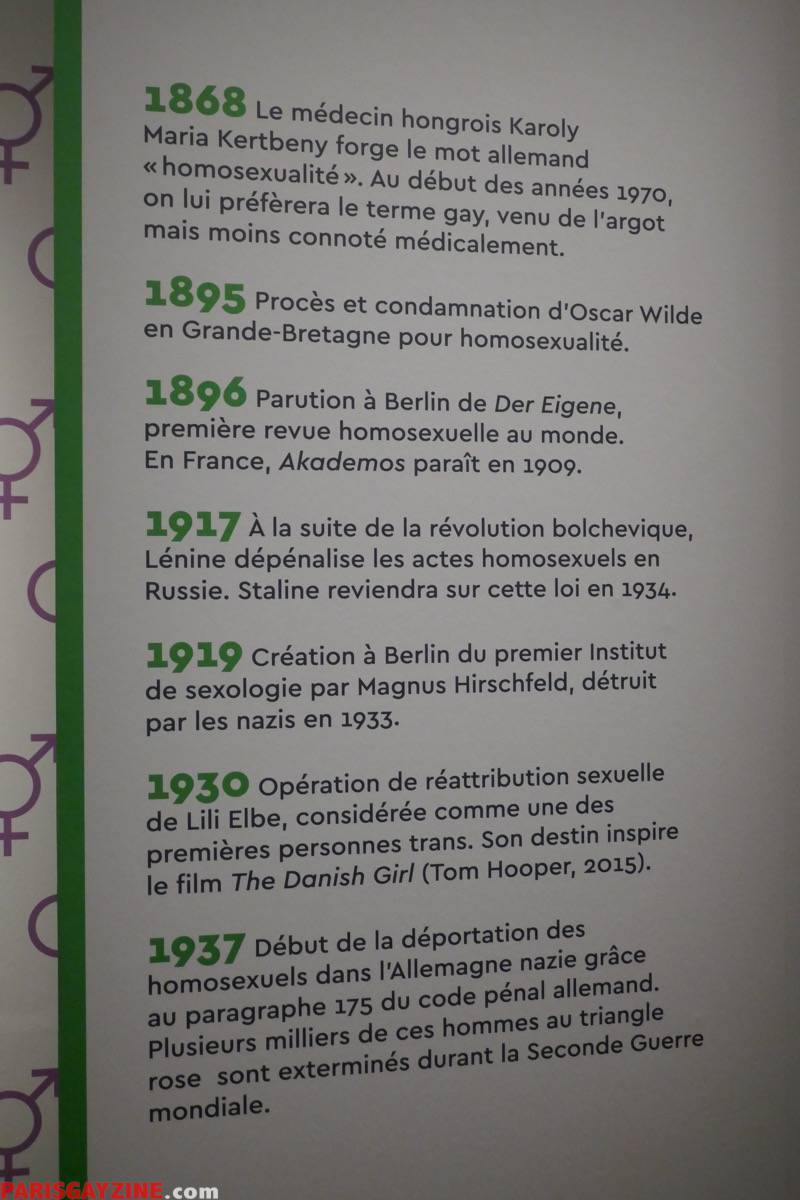 1868 Le médecin hongrois Karoly
Maria Kertbeny forge le mot allemand
« homosexualité ». Au début des années 1970,
on lui préfèrera le terme gay, venu de l'argot
mais moins connoté médicalement.
1895 Procès et condamnation d'Oscar Wilde
en Grande-Bretagne pour homosexualité.
1896 Parution à Berlin de Der Eigene,
première revue homosexuelle au monde.
En France, Akademos paraît en 1909.
1917 À la suite de la révolution bolchevique,
Lénine dépénalise les actes homosexuels en
Russie. Staline reviendra sur cette loi en 1934.
1919 Création à Berlin du premier Institut
de sexologie par Magnus Hirschfeld, détruit
par les nazis en 1933.
1930 Opération de réattribution sexuelle
de Lili Elbe, considérée comme une des
premières personnes trans. Son destin inspire
le film The Danish Girl (Tom Hooper, 2015).
1937 Début de la déportation des
homosexuels dans l'Allemagne nazie grâce
au paragraphe 175 du code pénal allemand.
Plusieurs milliers de ces hommes au triangle
rose sont exterminés durant la Seconde Guerre
mondiale.
PARISGAYZINE.com